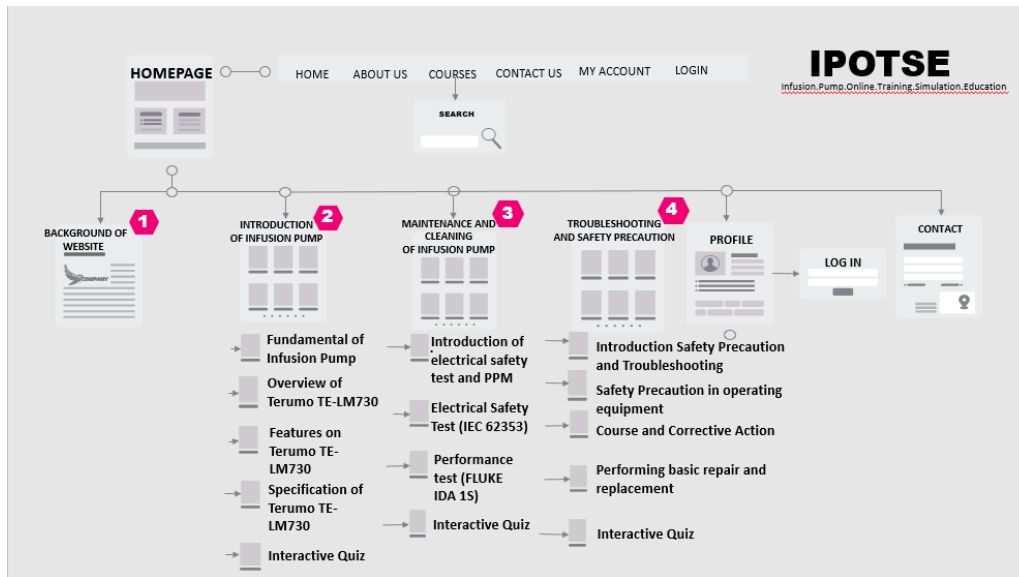 IPOTSE
Infusion.Pump.Online.Training.Simulation.Education
HOMEPAGE
HOME
ABOUT US
COURSES
CONTACT US
MY ACCOUNT
LOGIN
SEARCH
1
BACKGROUND OF
WEBSITE
COMPANY
2
INTRODUCTION
OF INFUSION PUMP
Fundamental of
Infusion Pump
Overview of
Terumo TE-LM730
Features on
Terumo TE-
LM730
Specification of
Terumo TE-
LM730
Interactive Quiz
3
MAINTENANCE AND
CLEANING
OF INFUSION PUMP
Introduction of
electrical safety
test and PPM
Electrical Safety
Test (IEC 62353)
Performance
test (FLUKE
IDA 1S)
Interactive Quiz
4
TROUBLESHOOTING
AND SAFETY PRECAUTION
Introduction Safety Precaution
and Troubleshooting
Safety Precaution in operating
equipment
Course and Corrective Action
Performing basic repair and
replacement
Interactive Quiz
PROFILE
LOG IN
CONTACT